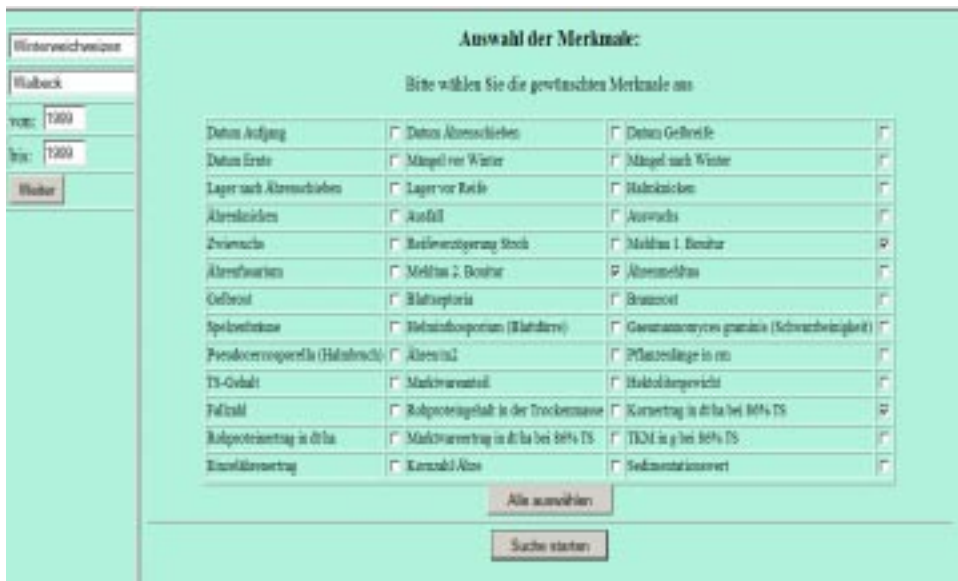 Winterweichweizen
Walbeck
von: 1999
bis: 1999
Weiter
Auswahl der Merkmale:
Bitte wählen Sie die gewünschten Merkmale aus
Datum Aufgang Datum Ährenschieben Datum Gelbreife
Datum Ernte Mängel vor Winter Mängel nach Winter
Lager nach Ährenschieben Lager vor Reife Halmknicken
Ährenknicken Ausfall Auswuchs
Zwiewuchs Reifeverzögerung Stroh Mehltau 1. Bonitur
Ährenfusarium Mehltau 2. Bonitur Ährenmehltau
Gelbrost Blattseptoria Braunrost
Spelzenbräune Helminthosporium (Blattdürre) Gaeumannomyces graminis (Schwarzbeinigkeit)
Pseudocercosporella (Halmbruch) Ähren/m2 Pflanzenlänge in cm
TS-Gehalt Marktwareanteil Hektolitergewicht
Fallzahl Rohproteingehalt in der Trockenmasse Kornertrag in dt/ha bei 86% TS
Rohproteinertrag in dt/ha Marktwareertrag in dt/ha bei 86% TS TKM in g bei 86% TS
Einzelährenertrag Kornzahl/Ähre Sedimentationswert
Alle auswählen
Suche starten